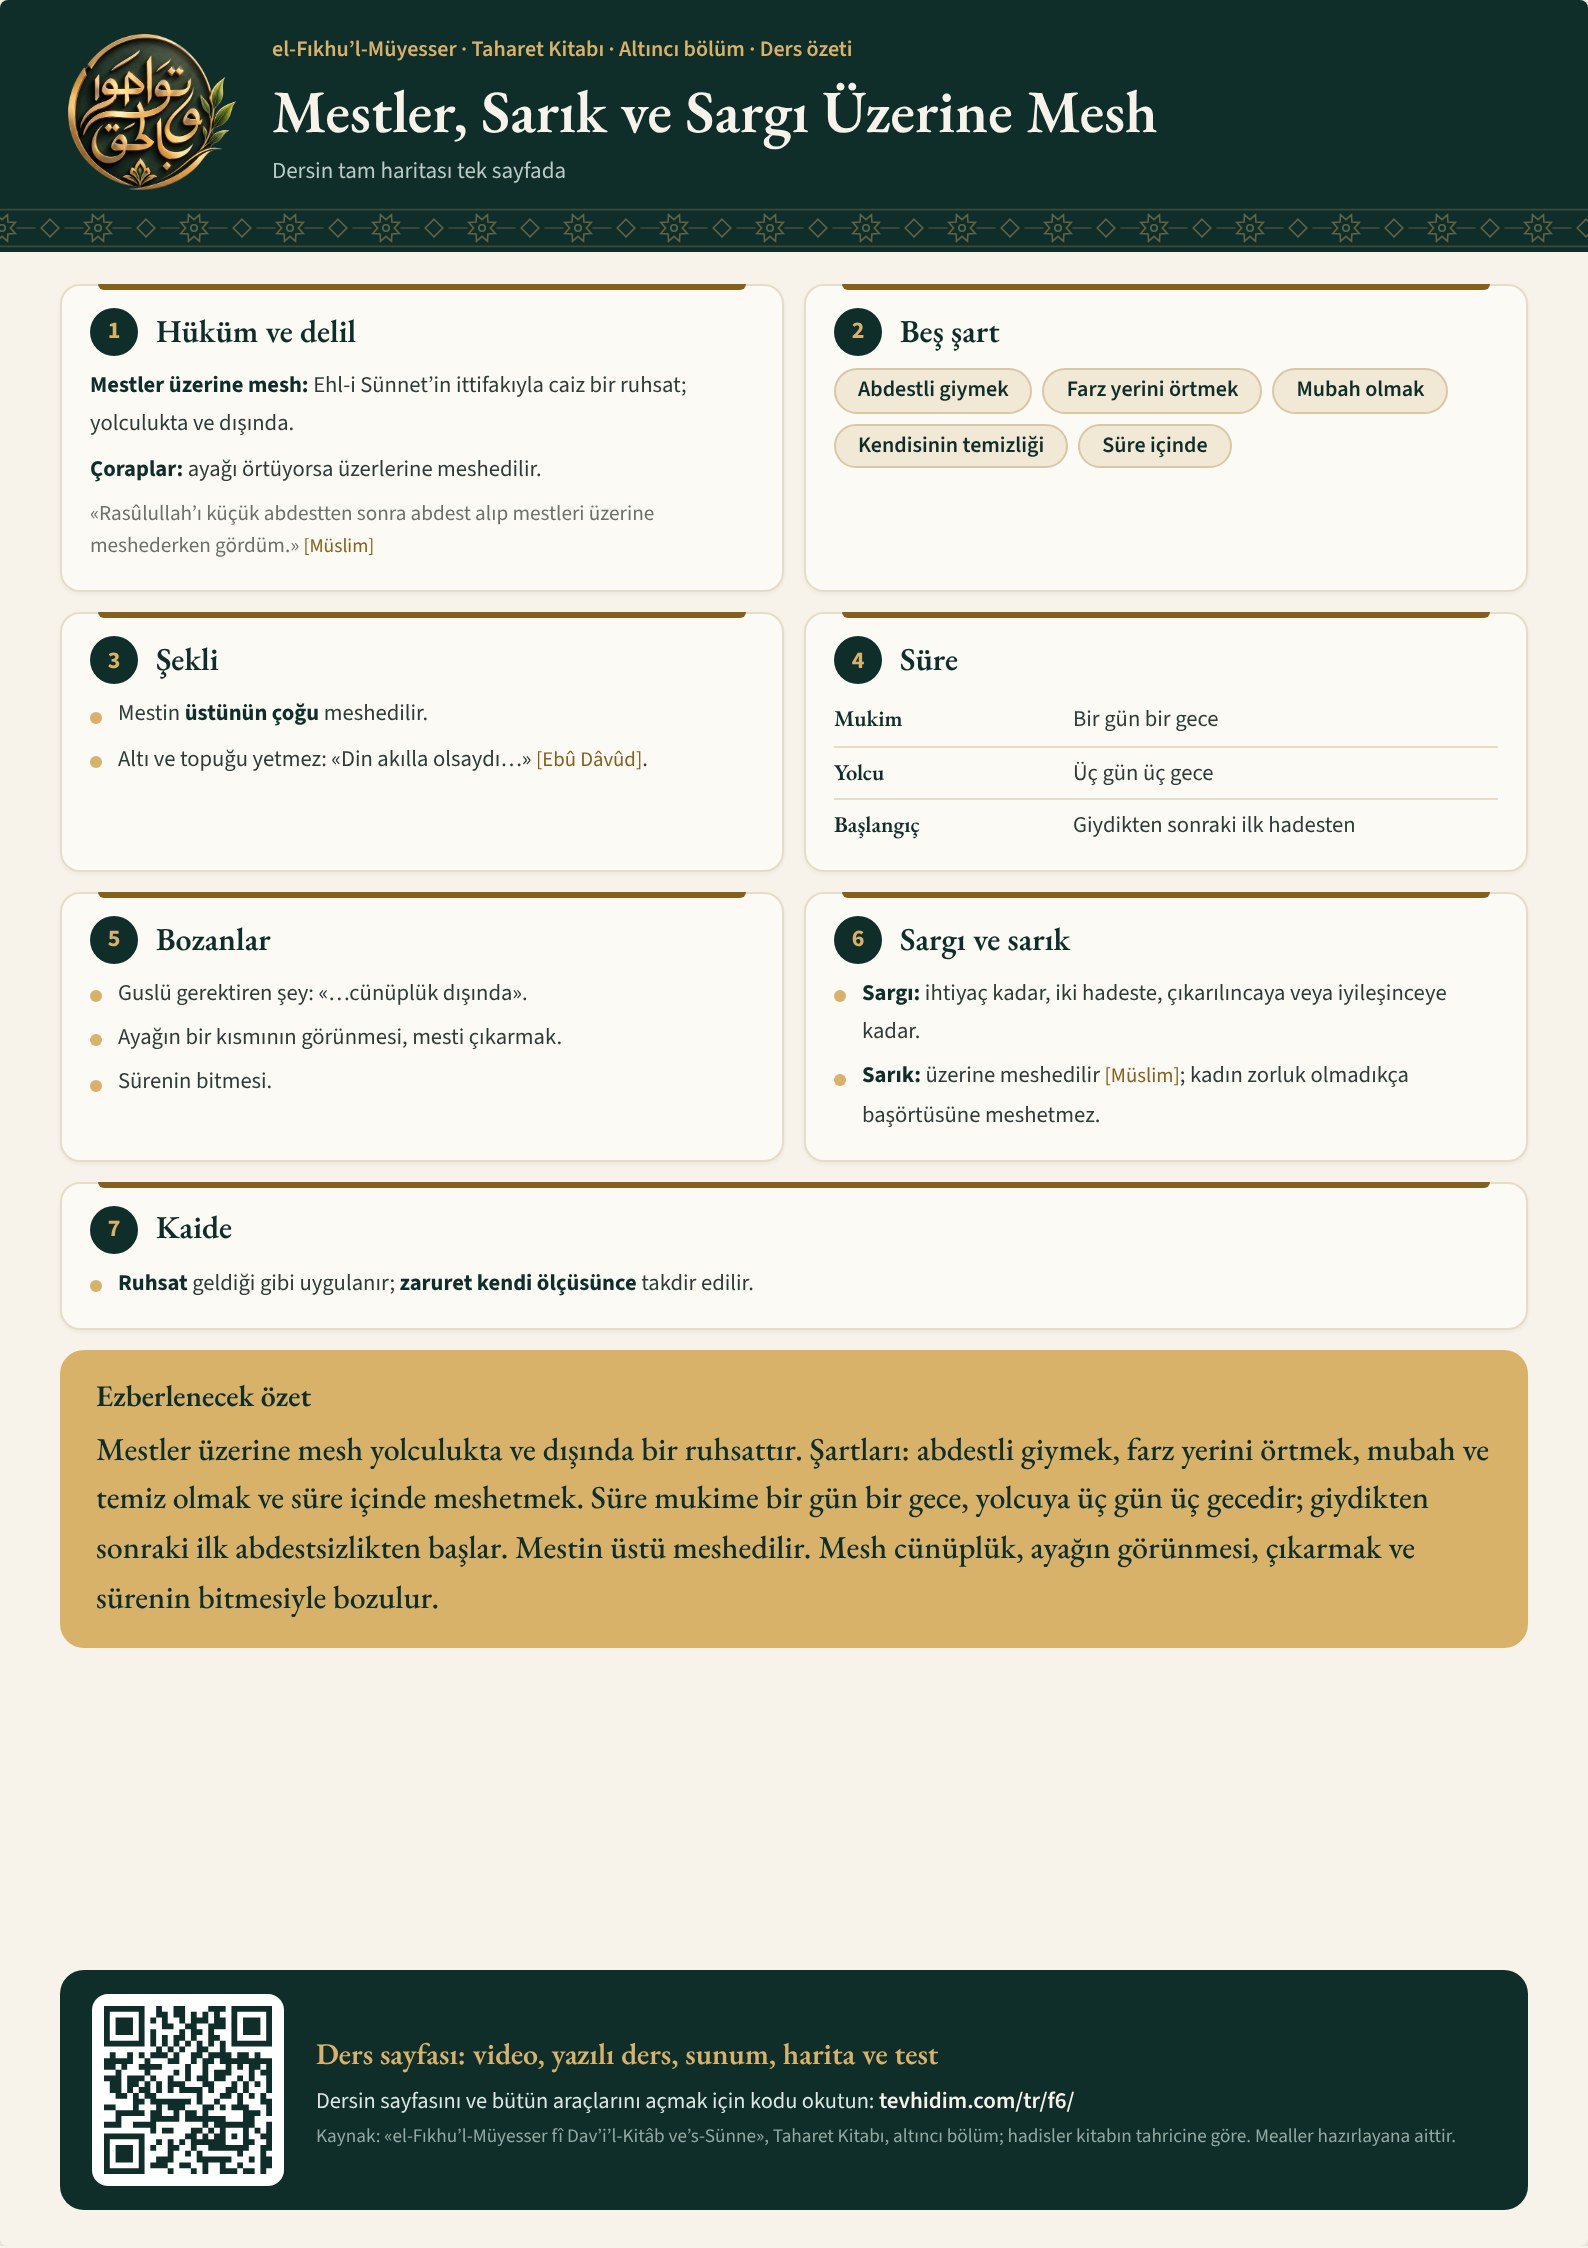 وتواصوا
بالحق
el-Fıkhu’l-Müyesser · Taharet Kitabı · Altıncı bölüm · Ders özeti
Mestler, Sarık ve Sargı Üzerine Mesh
Dersin tam haritası tek sayfada
1 Hüküm ve delil
Mestler üzerine mesh: Ehl-i Sünnet’in ittifakıyla caiz bir ruhsat;
yolculukta ve dışında.
Çoraplar: ayağı örtüyorsa üzerlerine meshedilir.
«Rasûlullah’ı küçük abdestten sonra abdest alıp mestleri üzerine
meshederken gördüm.» [Müslim]
2 Beş şart
Abdestli giymek Farz yerini örtmek Mubah olmak
Kendisinin temizliği Süre içinde
3 Şekli
Mestin üstünün çoğu meshedilir.
Altı ve topuğu yetmez: «Din akılla olsaydı…» [Ebû Dâvûd].
4 Süre
Mukim Bir gün bir gece
Yolcu Üç gün üç gece
Başlangıç Giydikten sonraki ilk hadesten
5 Bozanlar
Guslü gerektiren şey: «…cünüplük dışında».
Ayağın bir kısmının görünmesi, mesti çıkarmak.
Sürenin bitmesi.
6 Sargı ve sarık
Sargı: ihtiyaç kadar, iki hadeste, çıkarılıncaya veya iyileşinceye
kadar.
Sarık: üzerine meshedilir [Müslim]; kadın zorluk olmadıkça
başörtüsüne meshetmez.
7 Kaide
Ruhsat geldiği gibi uygulanır; zaruret kendi ölçüsünce takdir edilir.
Ezberlenecek özet
Mestler üzerine mesh yolculukta ve dışında bir ruhsattır. Şartları: abdestli giymek, farz yerini örtmek, mubah ve
temiz olmak ve süre içinde meshetmek. Süre mukime bir gün bir gece, yolcuya üç gün üç gecedir; giydikten
sonraki ilk abdestsizlikten başlar. Mestin üstü meshedilir. Mesh cünüplük, ayağın görünmesi, çıkarmak ve
sürenin bitmesiyle bozulur.
Ders sayfası: video, yazılı ders, sunum, harita ve test
Dersin sayfasını ve bütün araçlarını açmak için kodu okutun: tevhidim.com/tr/f6/
Kaynak: «el-Fıkhu’l-Müyesser fî Dav’i’l-Kitâb ve’s-Sünne», Taharet Kitabı, altıncı bölüm; hadisler kitabın tahricine göre. Mealler hazırlayana aittir.